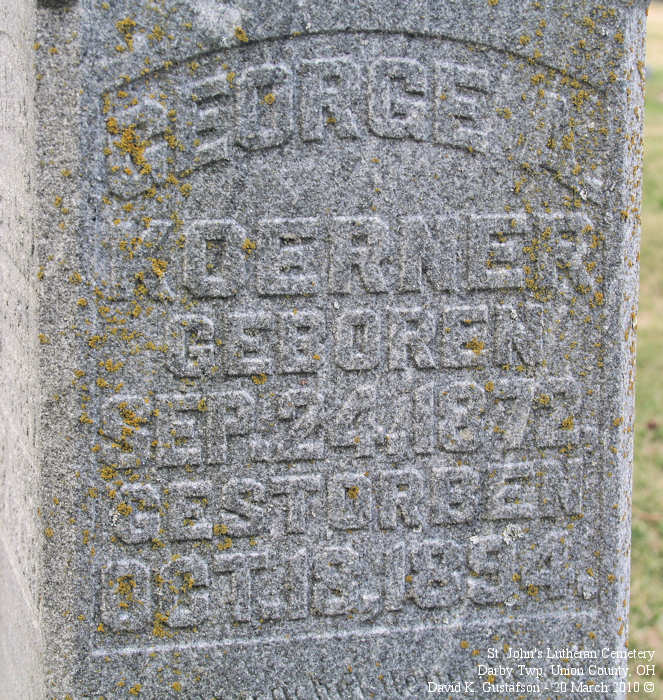 GEORGE A.
KOERNER
GEBOREN
SEP. 24, 1872.
GESTORBEN
OCT. 18, 1894.
St. John's Lutheran Cemetery
Darby Twp, Union County, OH
David K. Gustafson - 20 March 2010 ©